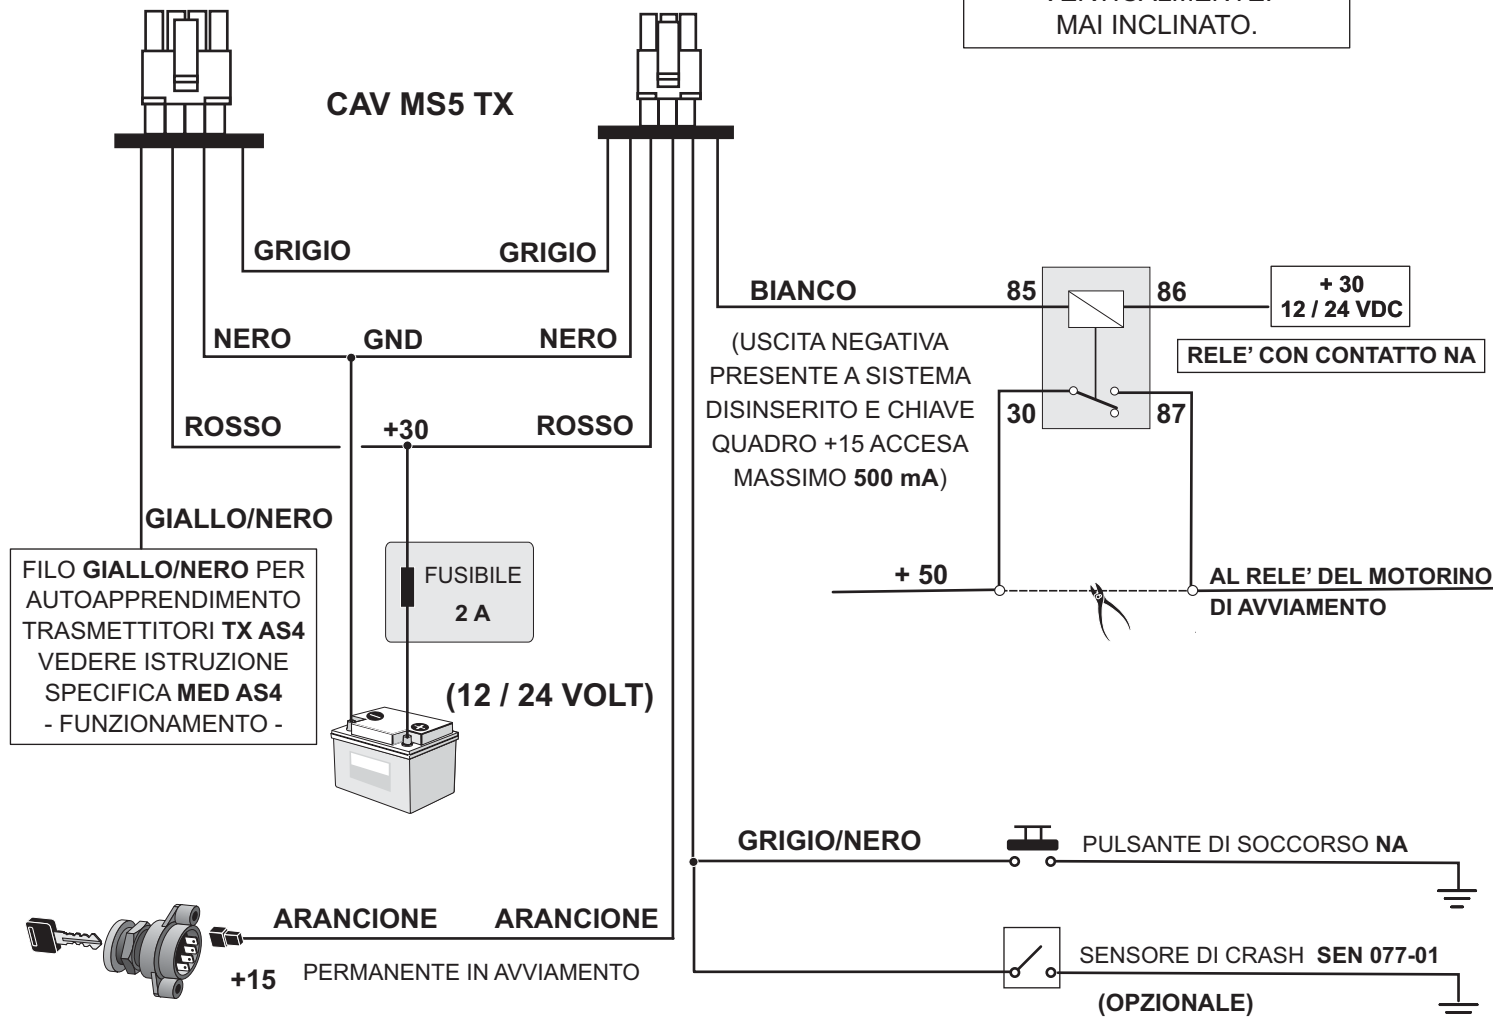 MAI INCLINATO.
CAV MS5 TX
GRIGIO
GRIGIO
BIANCO
85
86
+ 30
12 / 24 VDC
NERO
GND
NERO
(USCITA NEGATIVA
PRESENTE A SISTEMA
DISINSERITO E CHIAVE
QUADRO +15 ACCESA
MASSIMO 500 mA)
RELE’ CON CONTATTO NA
30
87
ROSSO
+30
ROSSO
GIALLO/NERO
FILO GIALLO/NERO PER
AUTOAPPRENDIMENTO
TRASMETTITORI TX AS4
VEDERE ISTRUZIONE
SPECIFICA MED AS4
- FUNZIONAMENTO -
FUSIBILE
2 A
+ 50
AL RELE’ DEL MOTORINO
DI AVVIAMENTO
(12 / 24 VOLT)
GRIGIO/NERO
PULSANTE DI SOCCORSO NA
ARANCIONE
ARANCIONE
+15
PERMANENTE IN AVVIAMENTO
SENSORE DI CRASH SEN 077-01
(OPZIONALE)